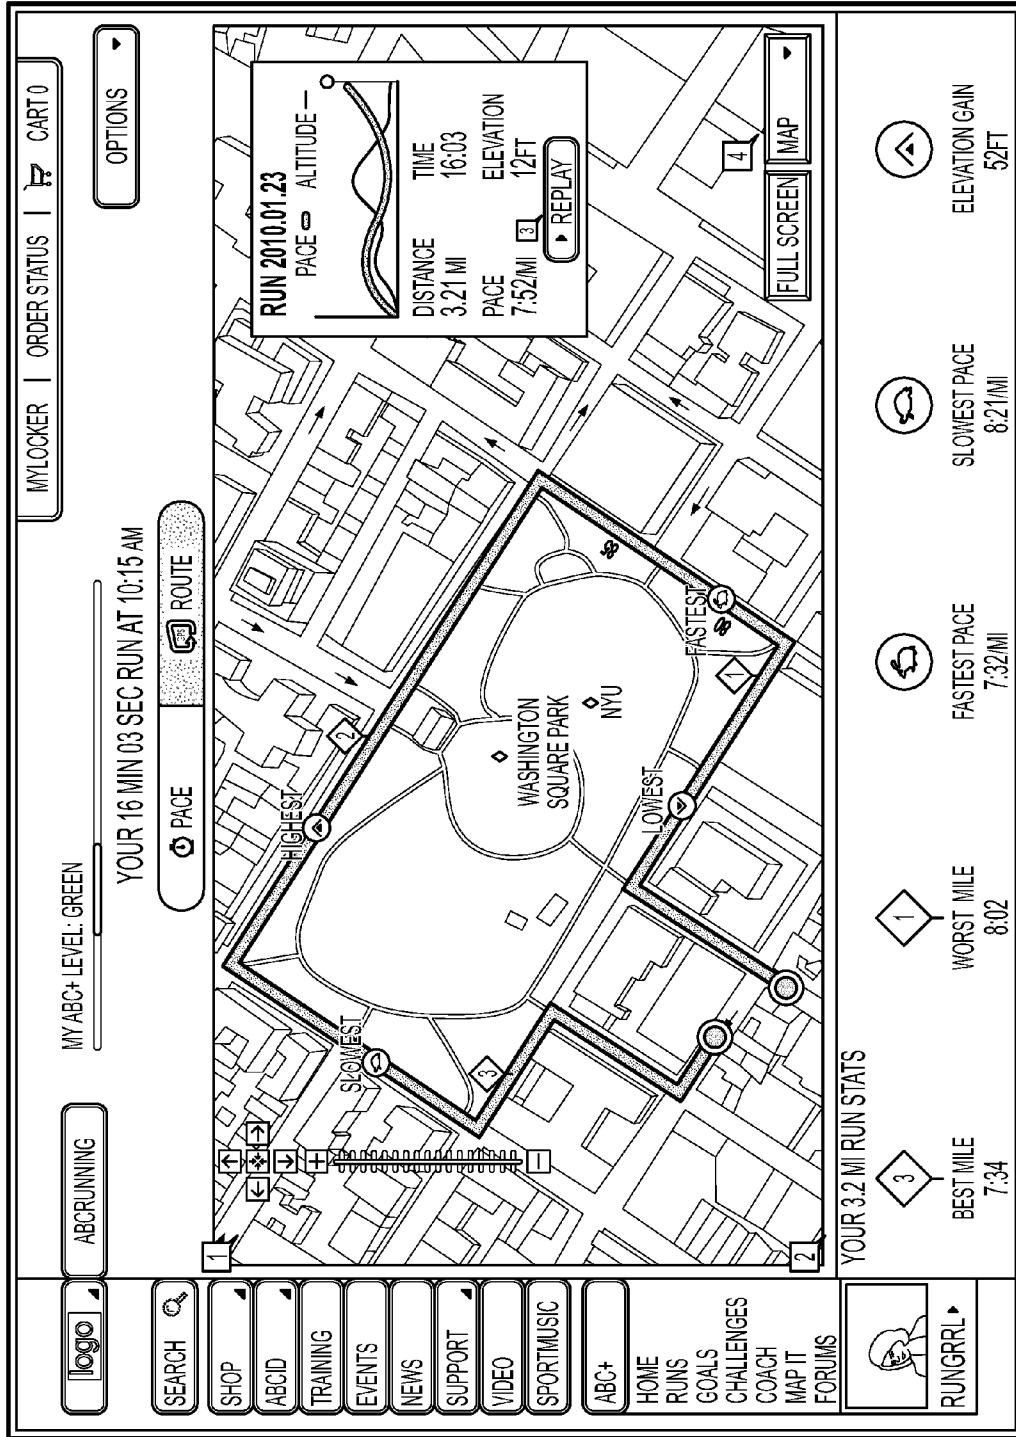 logo
ABCRUNNING
MY ABC+ LEVEL: GREEN
MYLOCKER | ORDER STATUS | CART 0
YOUR 16 MIN 03 SEC RUN AT 10:15 AM
OPTIONS
PACE
ROUTE
SEARCH
SHOP
ABCID
TRAINING
EVENTS
NEWS
SUPPORT
VIDEO
SPORTMUSIC
ABC+
HOME
RUNS
GOALS
CHALLENGES
COACH
MAP IT
FORUMS
RUNGRRL
1
2
SLOWEST
HIGHEST
2
3
WASHINGTON
SQUARE PARK
NYU
LOWEST
FASTEST
1
RUN 2010.01.23
PACE ALTITUDE
DISTANCE TIME
3.21 MI 16:03
PACE ELEVATION
7:52/MI 12FT
3
REPLAY
4
FULL SCREEN
MAP
YOUR 3.2 MI RUN STATS
3
BEST MILE
7:34
1
WORST MILE
8:02
FASTEST PACE
7:32/MI
SLOWEST PACE
8:21/MI
ELEVATION GAIN
52FT